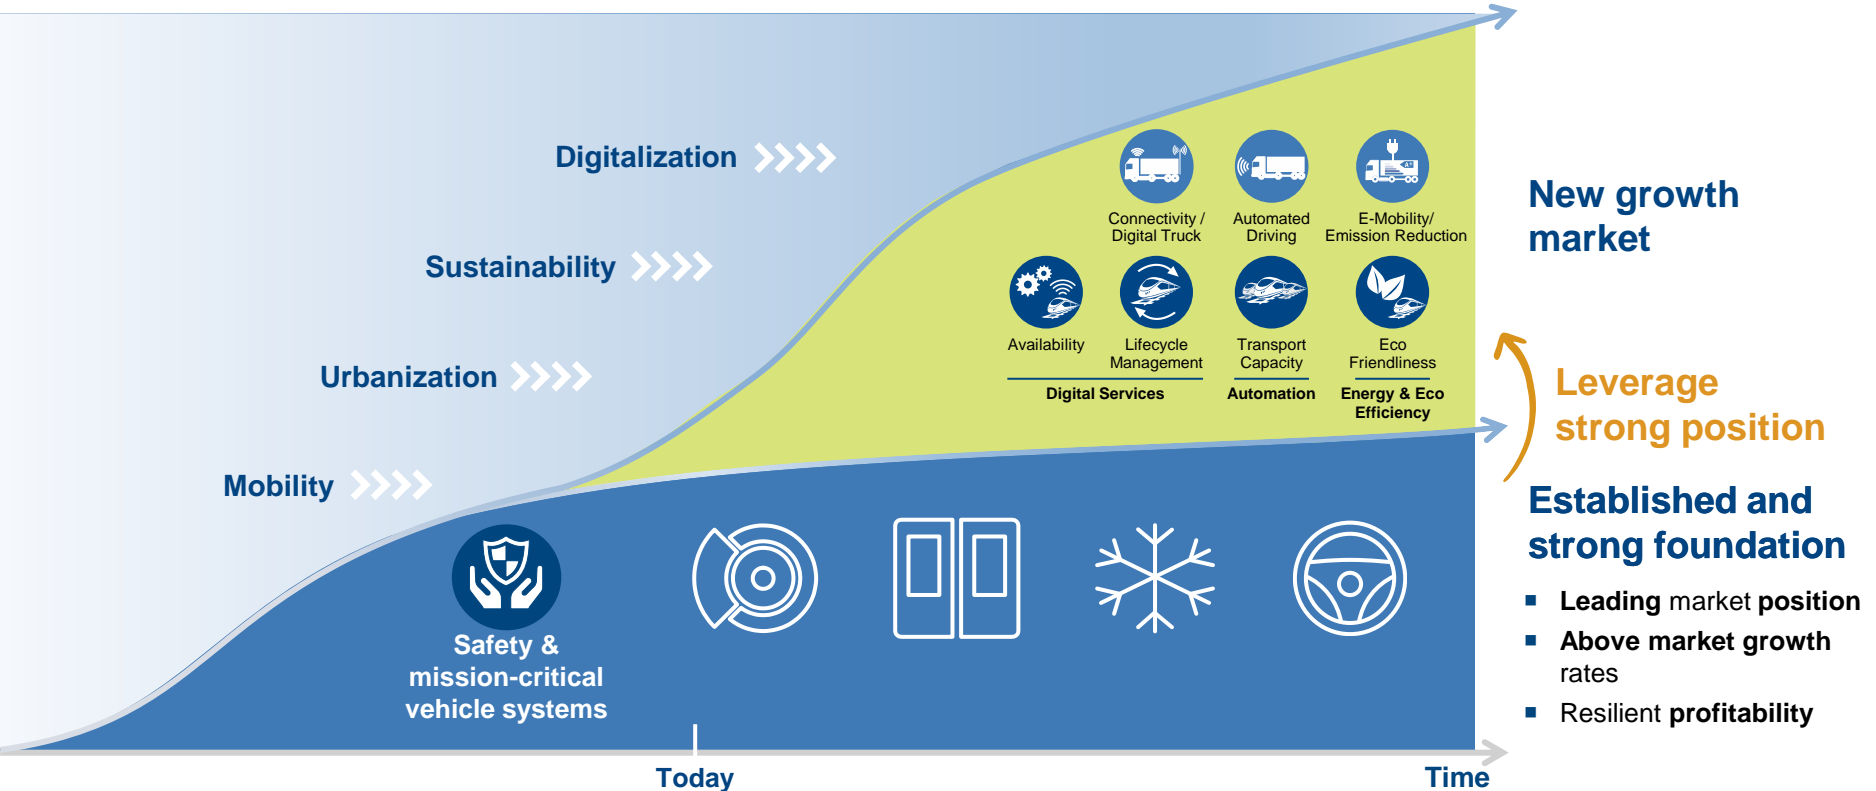 Digitalization
Sustainability
Urbanization
Mobility
Connectivity /
Digital Truck
Automated
Driving
E-Mobility/
Emission Reduction
Availability
Lifecycle
Management
Transport
Capacity
Eco
Friendliness
Digital Services
Automation
Energy & Eco
Efficiency
New growth
market
Leverage
strong position
Established and
strong foundation
▪ Leading market position
▪ Above market growth
rates
▪ Resilient profitability
Safety &
mission-critical
vehicle systems
Today
Time